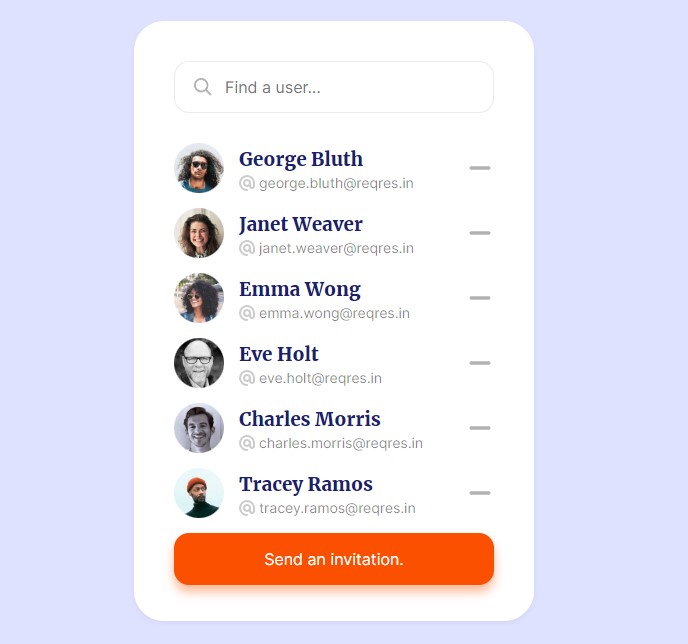 Find a user...
George Bluth
george.bluth@reqres.in
Janet Weaver
janet.weaver@reqres.in
Emma Wong
emma.wong@reqres.in
Eve Holt
eve.holt@reqres.in
Charles Morris
charles.morris@reqres.in
Tracey Ramos
tracey.ramos@reqres.in
Send an invitation.